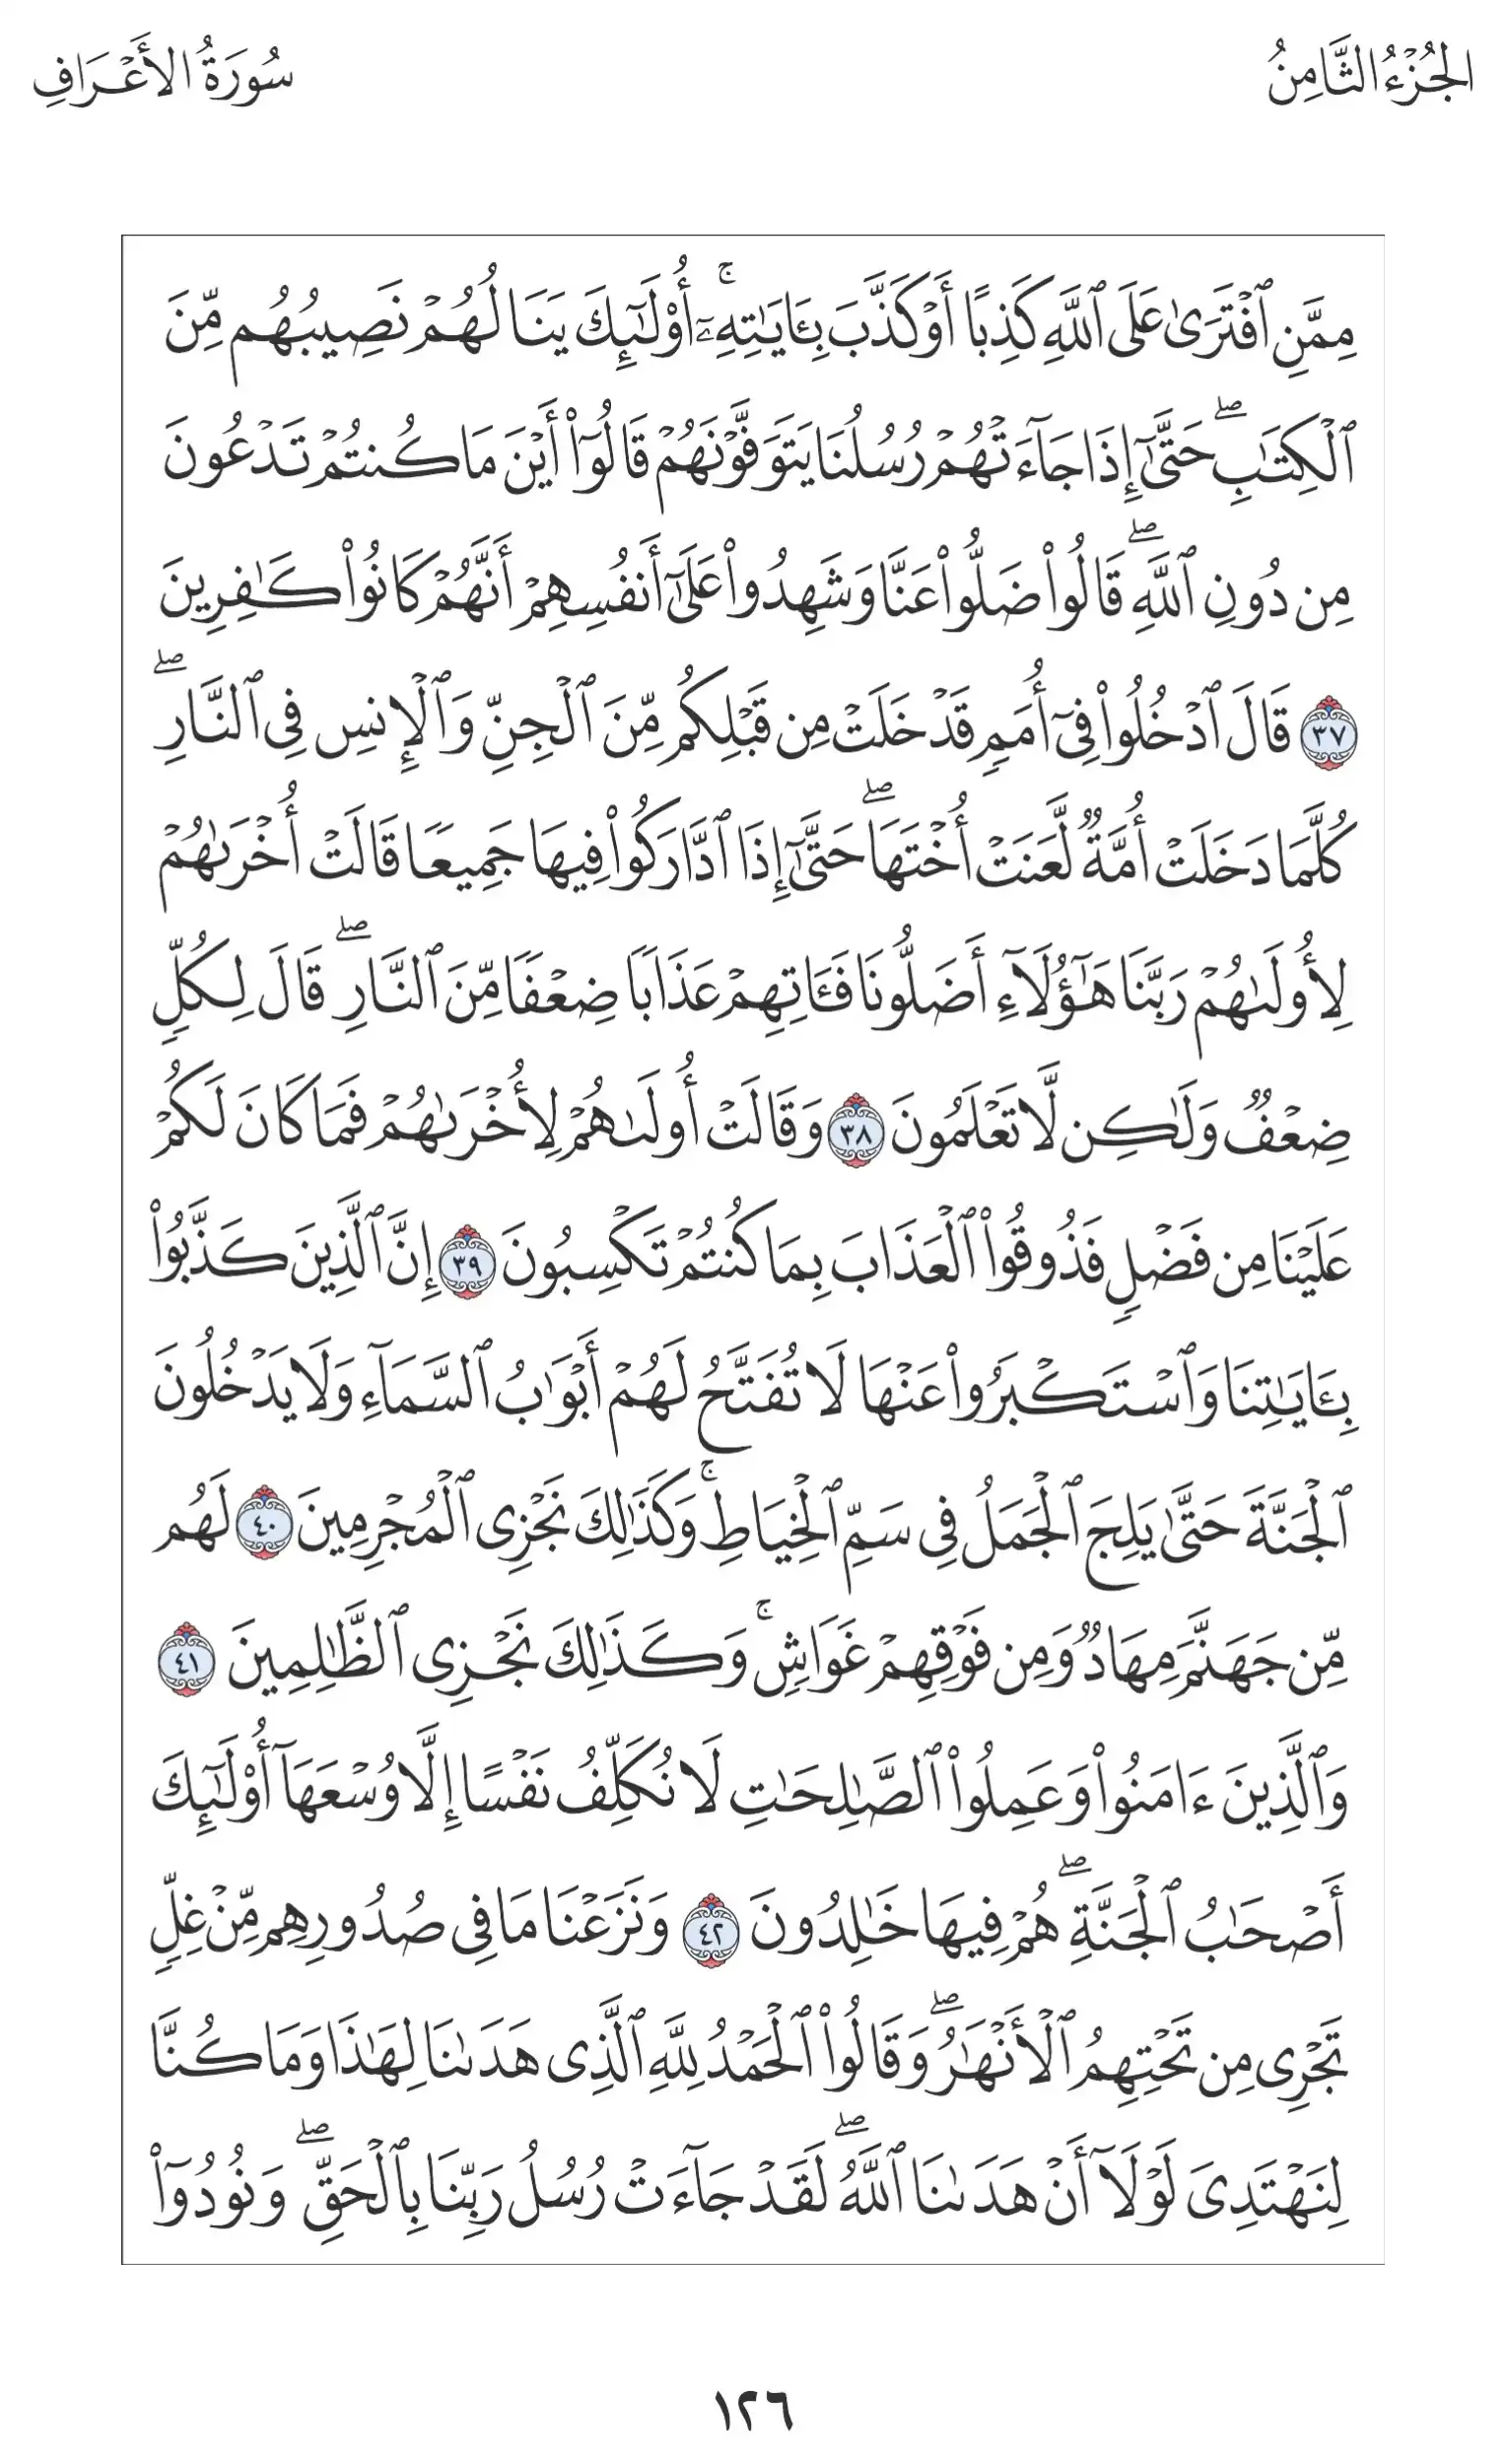 الجُزْءُ الثَّامِنُ
سُورَةُ الأَعْرَافِ
مِمَّنِ ٱفْتَرَىٰ عَلَى ٱللَّهِ كَذِبًا أَوْ كَذَّبَ بِـَٔايَـٰتِهِۦٓ ۚ أُو۟لَـٰٓئِكَ يَنَالُهُمْ نَصِيبُهُم مِّنَ
ٱلْكِتَـٰبِ ۖ حَتَّىٰٓ إِذَا جَآءَتْهُمْ رُسُلُنَا يَتَوَفَّوْنَهُمْ قَالُوٓا۟ أَيْنَ مَا كُنتُمْ تَدْعُونَ
مِن دُونِ ٱللَّهِ ۖ قَالُوا۟ ضَلُّوا۟ عَنَّا وَشَهِدُوا۟ عَلَىٰٓ أَنفُسِهِمْ أَنَّهُمْ كَانُوا۟ كَـٰفِرِينَ
٣٧ قَالَ ٱدْخُلُوا۟ فِىٓ أُمَمٍ قَدْ خَلَتْ مِن قَبْلِكُم مِّنَ ٱلْجِنِّ وَٱلْإِنسِ فِى ٱلنَّارِ ۖ
كُلَّمَا دَخَلَتْ أُمَّةٌ لَّعَنَتْ أُخْتَهَا ۖ حَتَّىٰٓ إِذَا ٱدَّارَكُوا۟ فِيهَا جَمِيعًا قَالَتْ أُخْرَىٰهُمْ
لِأُولَىٰهُمْ رَبَّنَا هَـٰٓؤُلَآءِ أَضَلُّونَا فَـَٔاتِهِمْ عَذَابًا ضِعْفًا مِّنَ ٱلنَّارِ ۖ قَالَ لِكُلٍّ
ضِعْفٌ وَلَـٰكِن لَّا تَعْلَمُونَ ٣٨ وَقَالَتْ أُولَىٰهُمْ لِأُخْرَىٰهُمْ فَمَا كَانَ لَكُمْ
عَلَيْنَا مِن فَضْلٍ فَذُوقُوا۟ ٱلْعَذَابَ بِمَا كُنتُمْ تَكْسِبُونَ ٣٩ إِنَّ ٱلَّذِينَ كَذَّبُوا۟
بِـَٔايَـٰتِنَا وَٱسْتَكْبَرُوا۟ عَنْهَا لَا تُفَتَّحُ لَهُمْ أَبْوَٰبُ ٱلسَّمَآءِ وَلَا يَدْخُلُونَ
ٱلْجَنَّةَ حَتَّىٰ يَلِجَ ٱلْجَمَلُ فِى سَمِّ ٱلْخِيَاطِ ۚ وَكَذَٰلِكَ نَجْزِى ٱلْمُجْرِمِينَ ٤٠ لَهُم
مِّن جَهَنَّمَ مِهَادٌ وَمِن فَوْقِهِمْ غَوَاشٍ ۚ وَكَذَٰلِكَ نَجْزِى ٱلظَّـٰلِمِينَ ٤١
وَٱلَّذِينَ ءَامَنُوا۟ وَعَمِلُوا۟ ٱلصَّـٰلِحَـٰتِ لَا نُكَلِّفُ نَفْسًا إِلَّا وُسْعَهَآ أُو۟لَـٰٓئِكَ
أَصْحَـٰبُ ٱلْجَنَّةِ ۖ هُمْ فِيهَا خَـٰلِدُونَ ٤٢ وَنَزَعْنَا مَا فِى صُدُورِهِم مِّنْ غِلٍّ
تَجْرِى مِن تَحْتِهِمُ ٱلْأَنْهَـٰرُ ۖ وَقَالُوا۟ ٱلْحَمْدُ لِلَّهِ ٱلَّذِى هَدَىٰنَا لِهَـٰذَا وَمَا كُنَّا
لِنَهْتَدِىَ لَوْلَآ أَنْ هَدَىٰنَا ٱللَّهُ ۖ لَقَدْ جَآءَتْ رُسُلُ رَبِّنَا بِٱلْحَقِّ ۖ وَنُودُوٓا۟
١٢٦